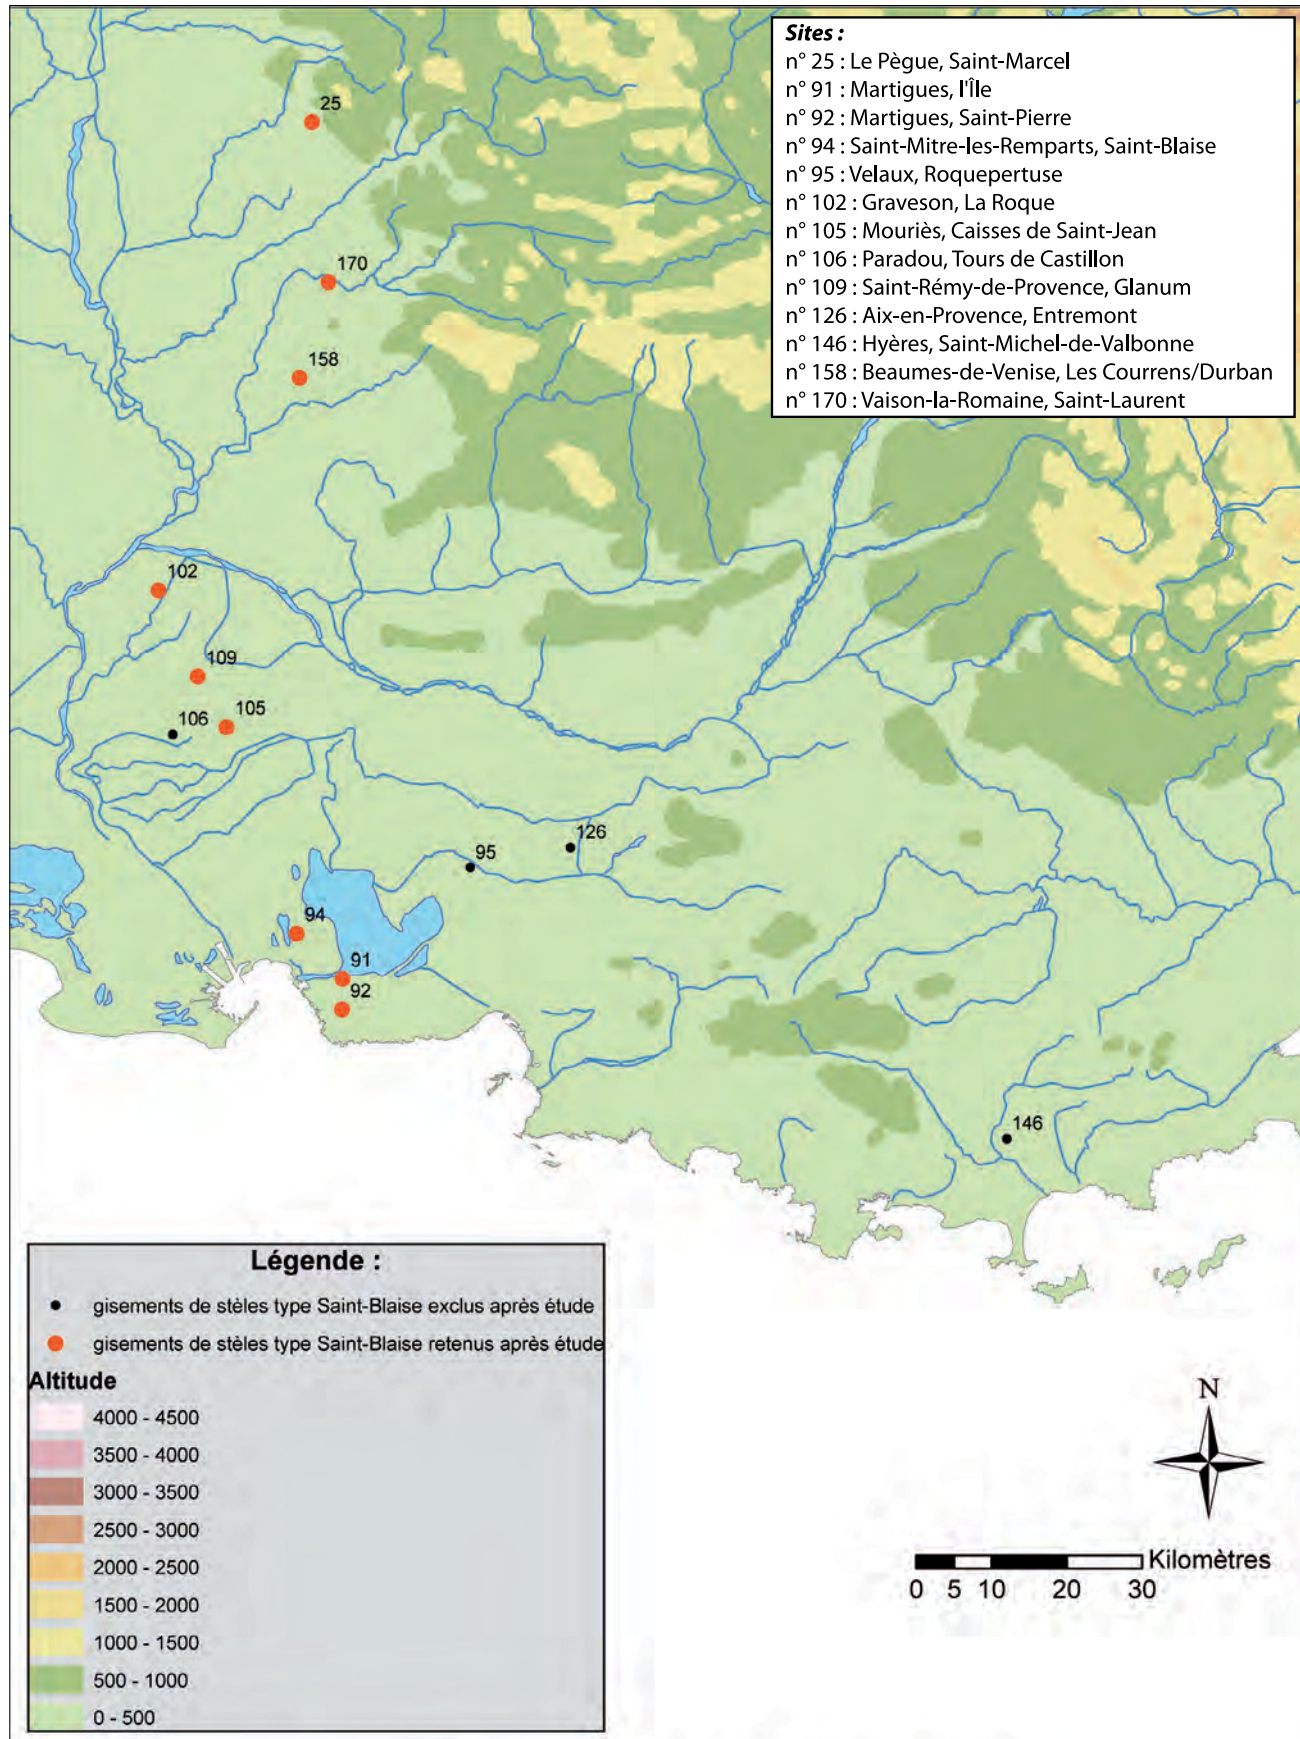 Sites :
n° 25 : Le Pègue, Saint-Marcel
n° 91 : Martigues, l'Île
n° 92 : Martigues, Saint-Pierre
n° 94 : Saint-Mitre-les-Remparts, Saint-Blaise
n° 95 : Velaux, Roquepertuse
n° 102 : Graveson, La Roque
n° 105 : Mouriès, Caisses de Saint-Jean
n° 106 : Paradou, Tours de Castillon
n° 109 : Saint-Rémy-de-Provence, Glanum
n° 126 : Aix-en-Provence, Entremont
n° 146 : Hyères, Saint-Michel-de-Valbonne
n° 158 : Beaumes-de-Venise, Les Courrens/Durban
n° 170 : Vaison-la-Romaine, Saint-Laurent
25
170
158
102
109
105
106
126
95
94
91
92
146
Légende :
gisements de stèles type Saint-Blaise exclus après étude
gisements de stèles type Saint-Blaise retenus après étude
Altitude
4000 - 4500
3500 - 4000
3000 - 3500
2500 - 3000
2000 - 2500
1500 - 2000
1000 - 1500
500 - 1000
0 - 500
N
Kilomètres
0 5 10 20 30